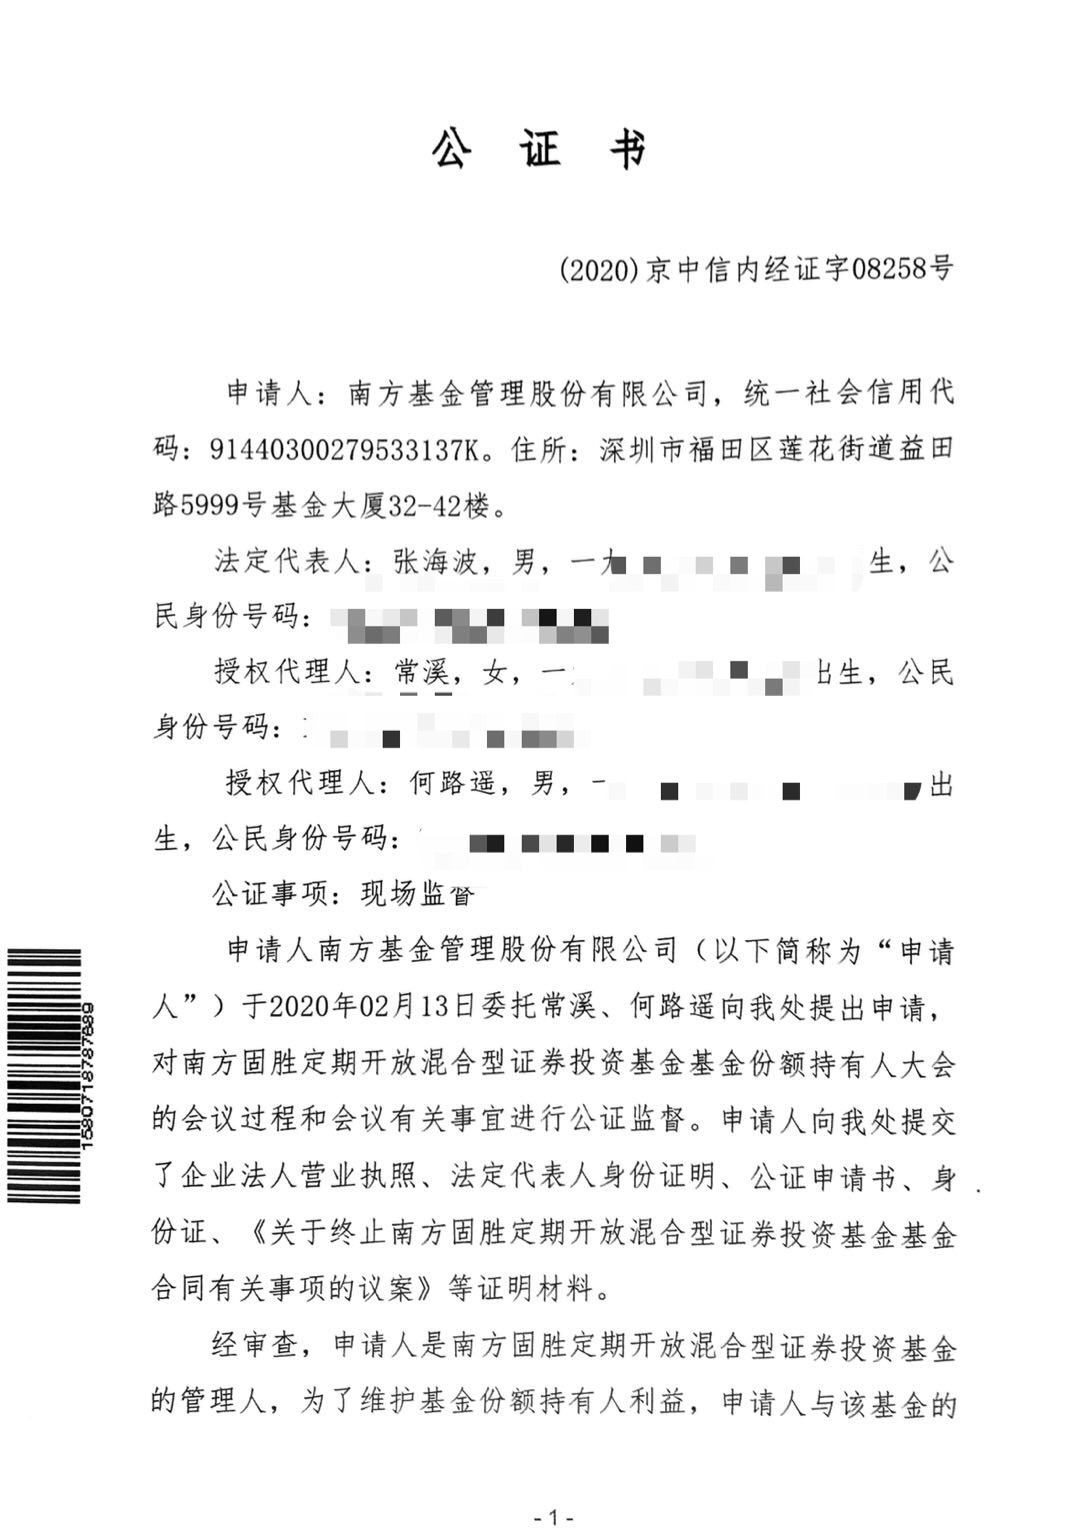 公 证 书
(2020)京中信内经证字08258号
申请人：南方基金管理股份有限公司，统一社会信用代
码：91440300279533137K。住所：深圳市福田区莲花街道益田
路5999号基金大厦32-42楼。
法定代表人：张海波，男，一九 生，公
民身份号码：
授权代理人：常溪，女，一 出生，公民
身份号码：
授权代理人：何路遥，男，一 出
生，公民身份号码：
公证事项：现场监督
申请人南方基金管理股份有限公司（以下简称为“申请
人”）于2020年02月13日委托常溪、何路遥向我处提出申请，
对南方固胜定期开放混合型证券投资基金基金份额持有人大会
的会议过程和会议有关事宜进行公证监督。申请人向我处提交
了企业法人营业执照、法定代表人身份证明、公证申请书、身
份证、《关于终止南方固胜定期开放混合型证券投资基金基金
合同有关事项的议案》等证明材料。
经审查，申请人是南方固胜定期开放混合型证券投资基金
的管理人，为了维护基金份额持有人利益，申请人与该基金的
158071878​7689
- 1 -